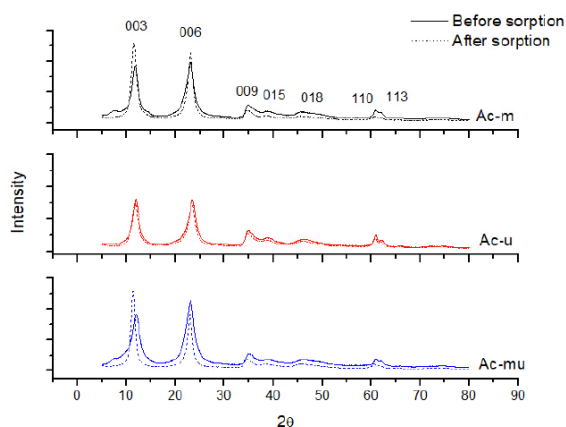 003
006
Before sorption
After sorption
009 015 018 110 113
Ac-m
Intensity
Ac-u
Ac-mu
0 10 20 30 40 50 60 70 80 90
2θ